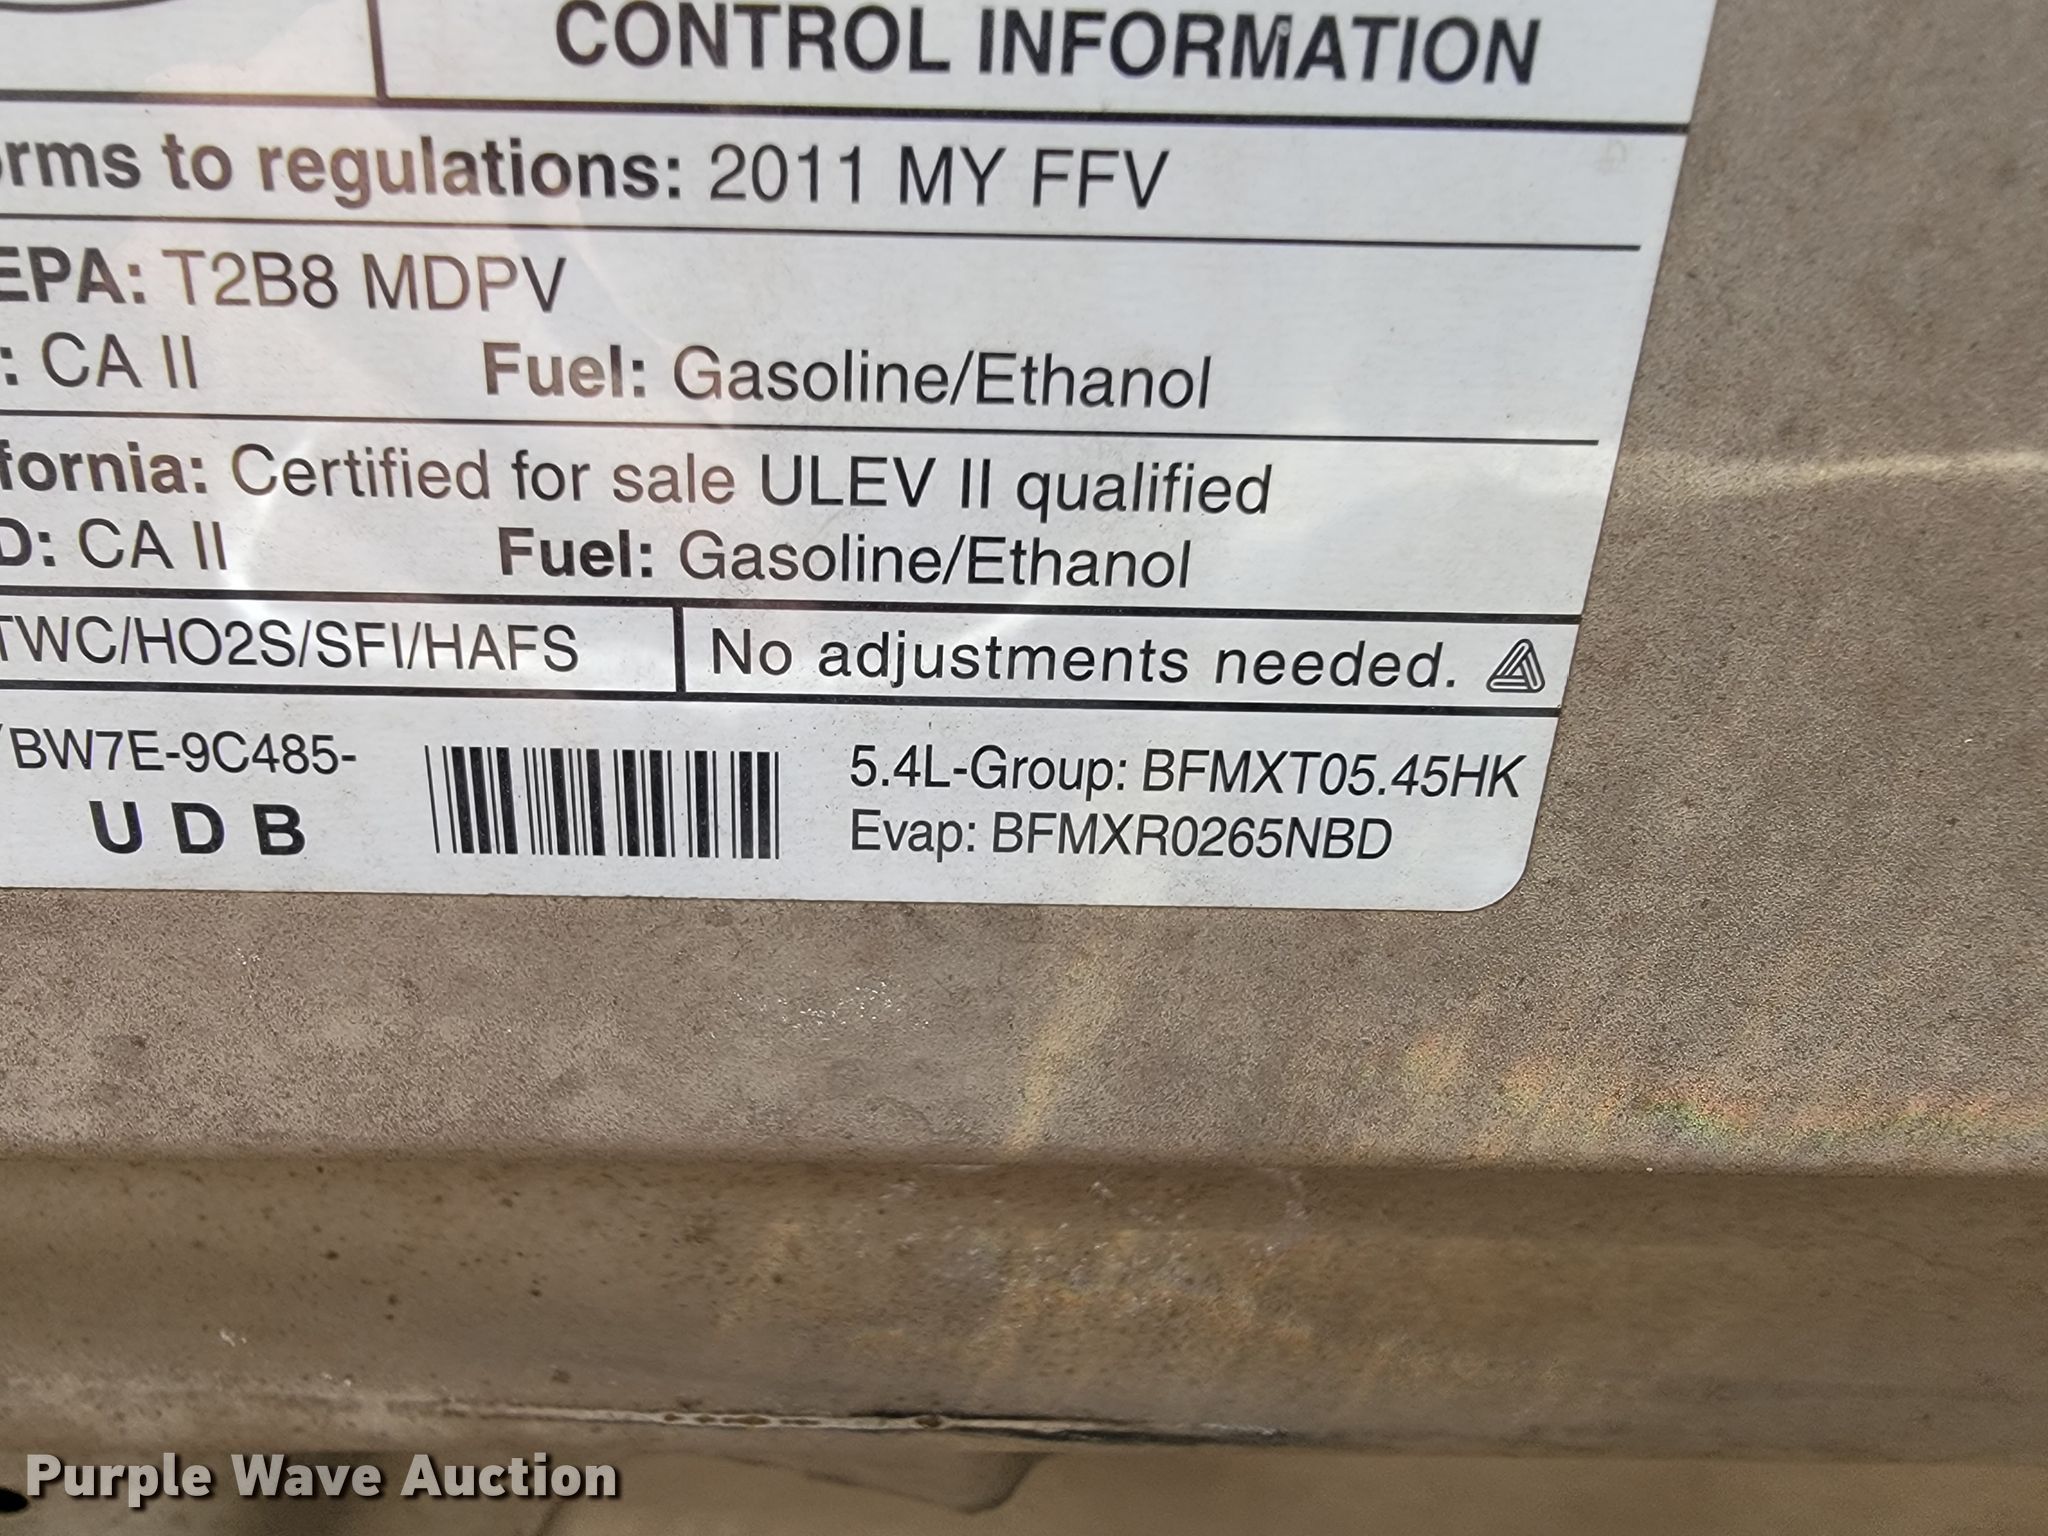 CONTROL INFORMATION
orms to regulations: 2011 MY FFV
EPA: T2B8 MDPV
: CA II Fuel: Gasoline/Ethanol
fornia: Certified for sale ULEV II qualified
D: CA II Fuel: Gasoline/Ethanol
TWC/HO2S/SFI/HAFS No adjustments needed.
BW7E-9C485- 5.4L-Group: BFMXT05.45HK
UDB Evap: BFMXR0265NBD
Purple Wave Auction